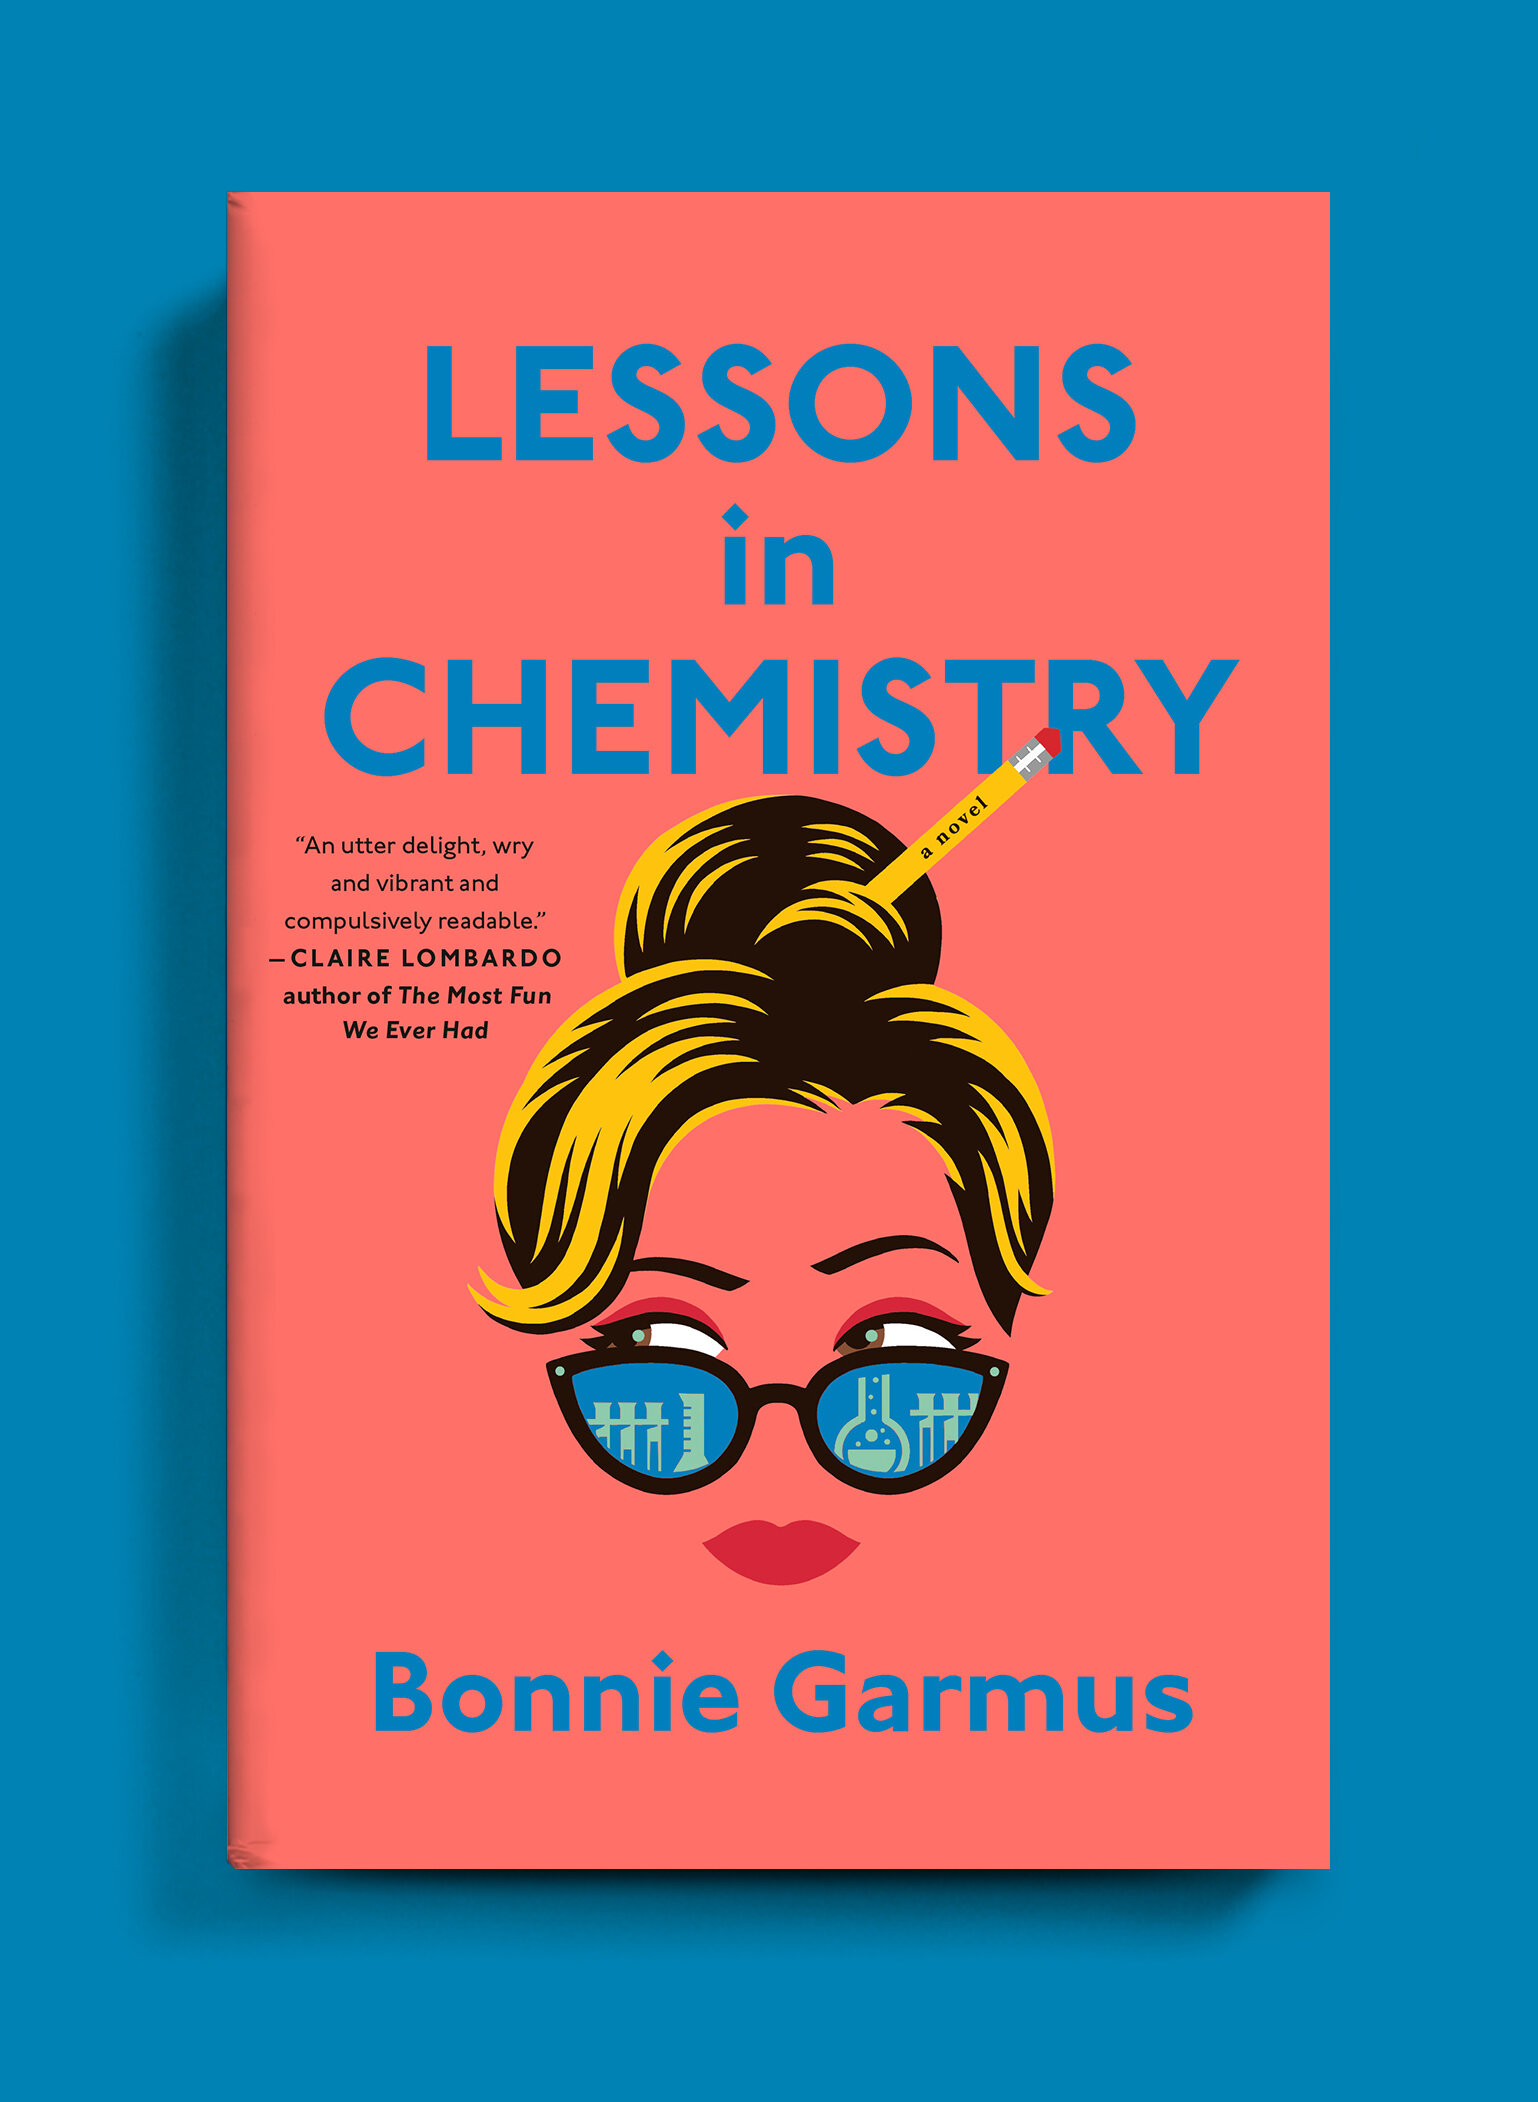 LESSONS
in
CHEMISTRY
a novel
“An utter delight, wry
and vibrant and
compulsively readable.”
—CLAIRE LOMBARDO
author of The Most Fun
We Ever Had
Bonnie Garmus